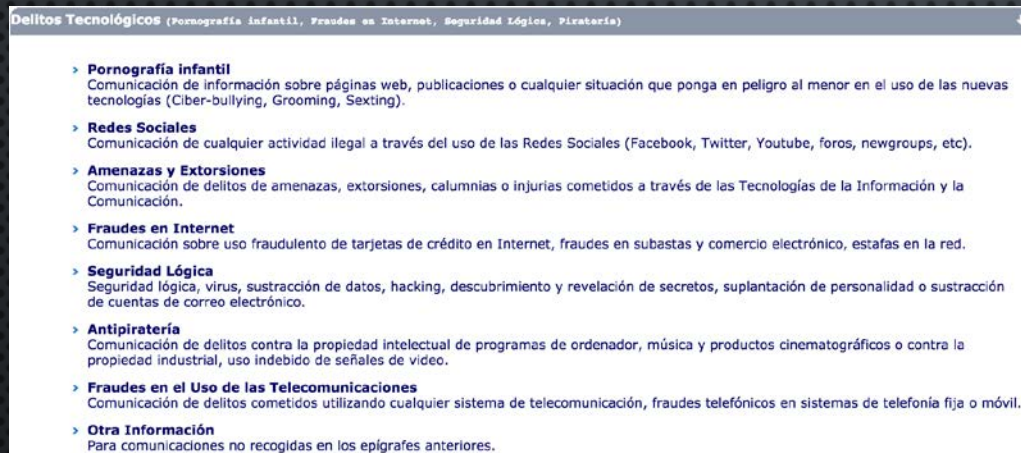 Delitos Tecnológicos (Pornografía infantil, Fraudes en Internet, Seguridad Lógica, Piratería)
Pornografía infantil
Comunicación de información sobre páginas web, publicaciones o cualquier situación que ponga en peligro al menor en el uso de las nuevas
tecnologías (Ciber-bullying, Grooming, Sexting).
Redes Sociales
Comunicación de cualquier actividad ilegal a través del uso de las Redes Sociales (Facebook, Twitter, Youtube, foros, newgroups, etc).
Amenazas y Extorsiones
Comunicación de delitos de amenazas, extorsiones, calumnias o injurias cometidos a través de las Tecnologías de la Información y la
Comunicación.
Fraudes en Internet
Comunicación sobre uso fraudulento de tarjetas de crédito en Internet, fraudes en subastas y comercio electrónico, estafas en la red.
Seguridad Lógica
Seguridad lógica, virus, sustracción de datos, hacking, descubrimiento y revelación de secretos, suplantación de personalidad o sustracción
de cuentas de correo electrónico.
Antipiratería
Comunicación de delitos contra la propiedad intelectual de programas de ordenador, música y productos cinematográficos o contra la
propiedad industrial, uso indebido de señales de video.
Fraudes en el Uso de las Telecomunicaciones
Comunicación de delitos cometidos utilizando cualquier sistema de telecomunicación, fraudes telefónicos en sistemas de telefonía fija o móvil.
Otra Información
Para comunicaciones no recogidas en los epígrafes anteriores.